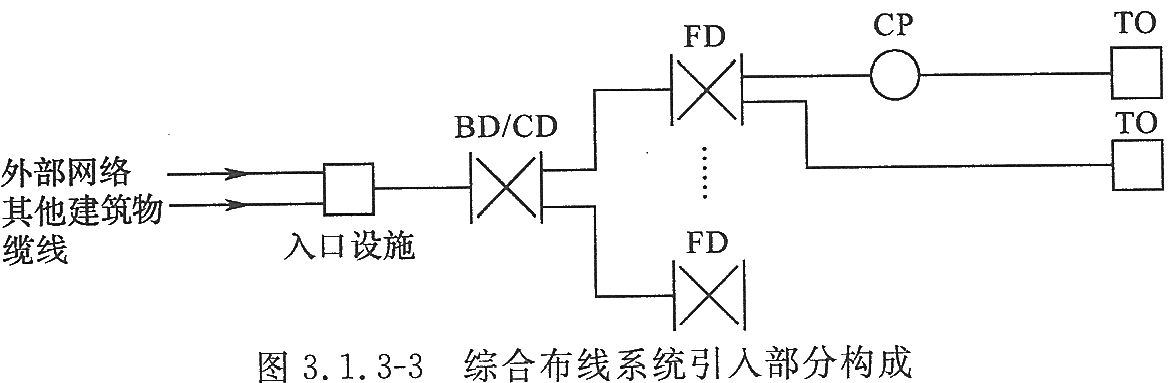 CP
TO
FD
BD/CD
TO
外部网络
其他建筑物
缆线
入口设施
FD
图 3.1.3-3 综合布线系统引入部分构成